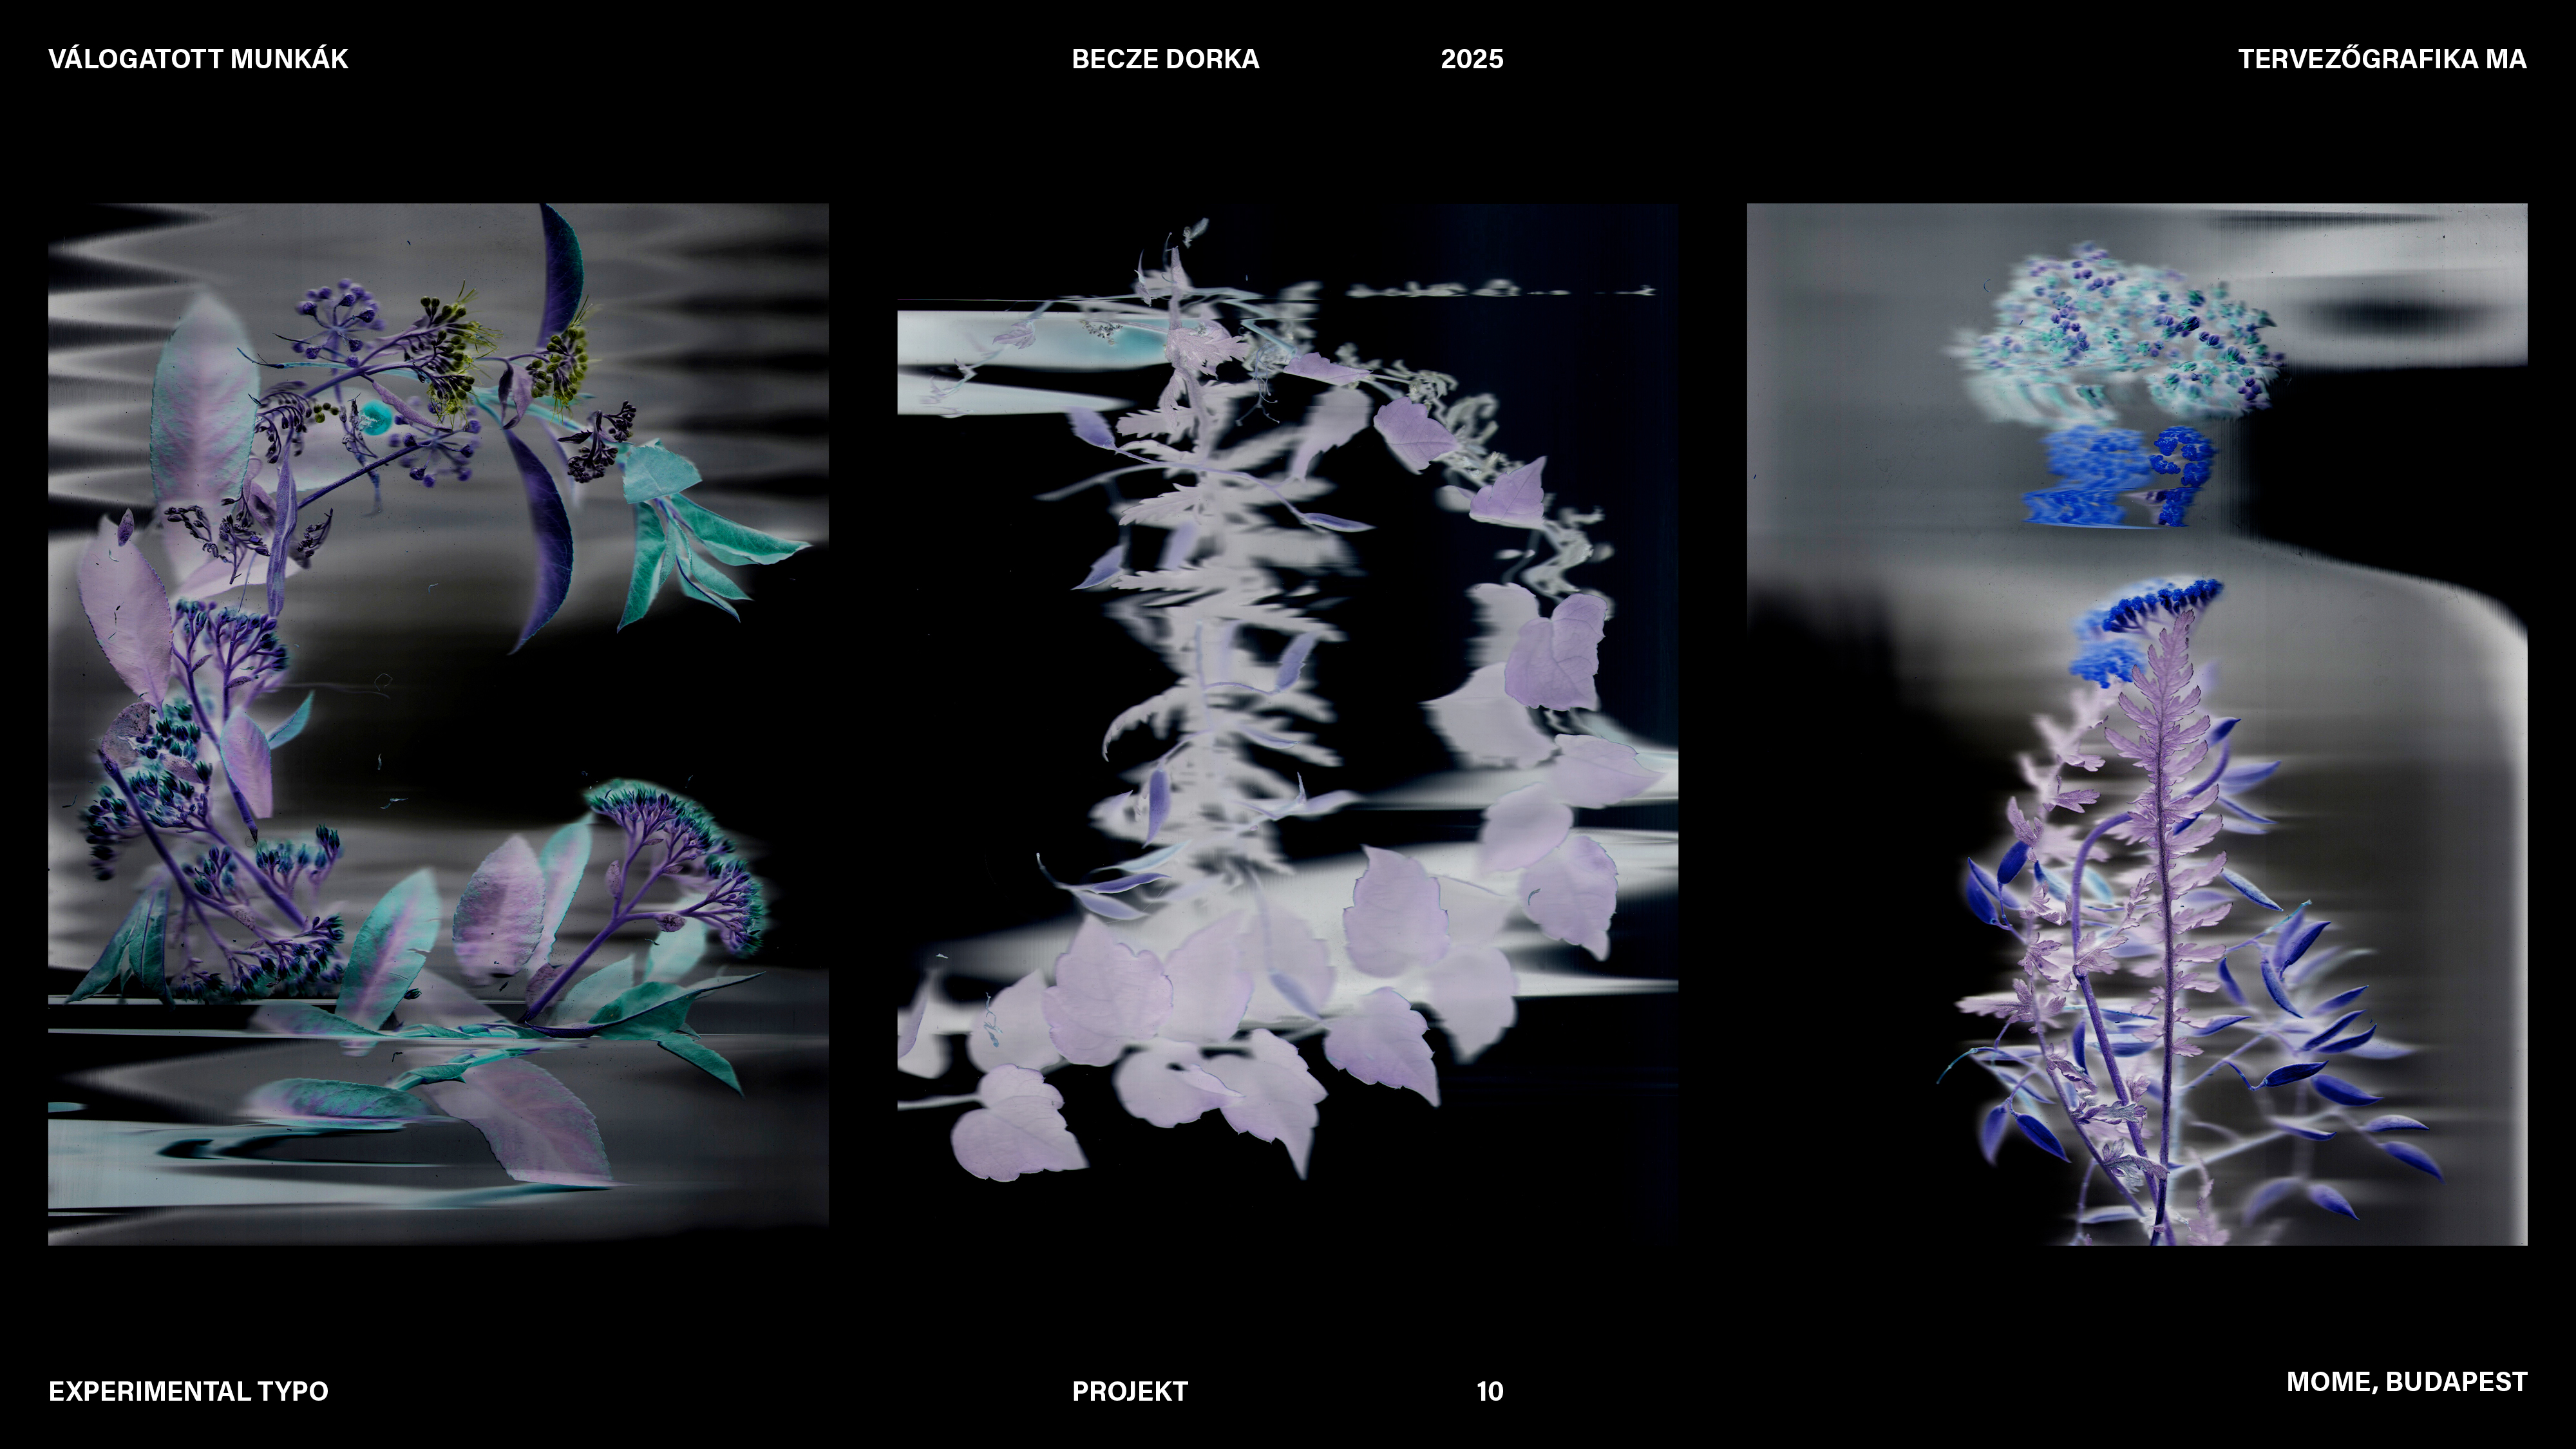 VÁLOGATOTT MUNKÁK
BECZE DORKA
2025
TERVEZŐGRAFIKA MA
EXPERIMENTAL TYPO
PROJEKT
10
MOME, BUDAPEST